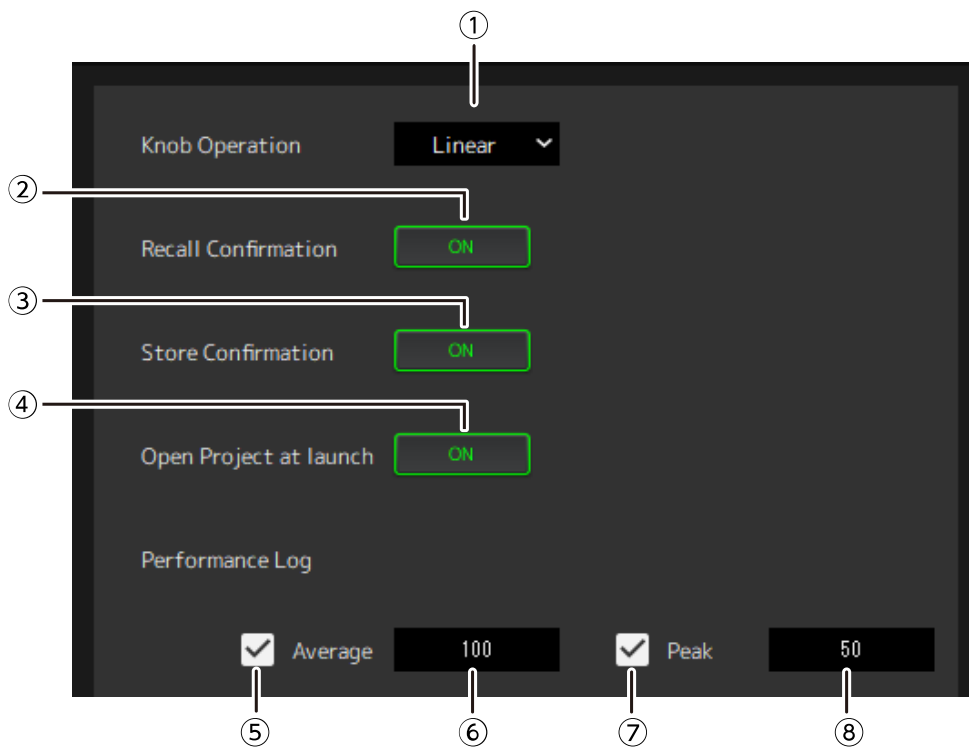 ①
Knob Operation Linear
②
Recall Confirmation ON
③
Store Confirmation ON
④
Open Project at launch ON
Performance Log
Average 100 Peak 50
⑤ ⑥ ⑦ ⑧